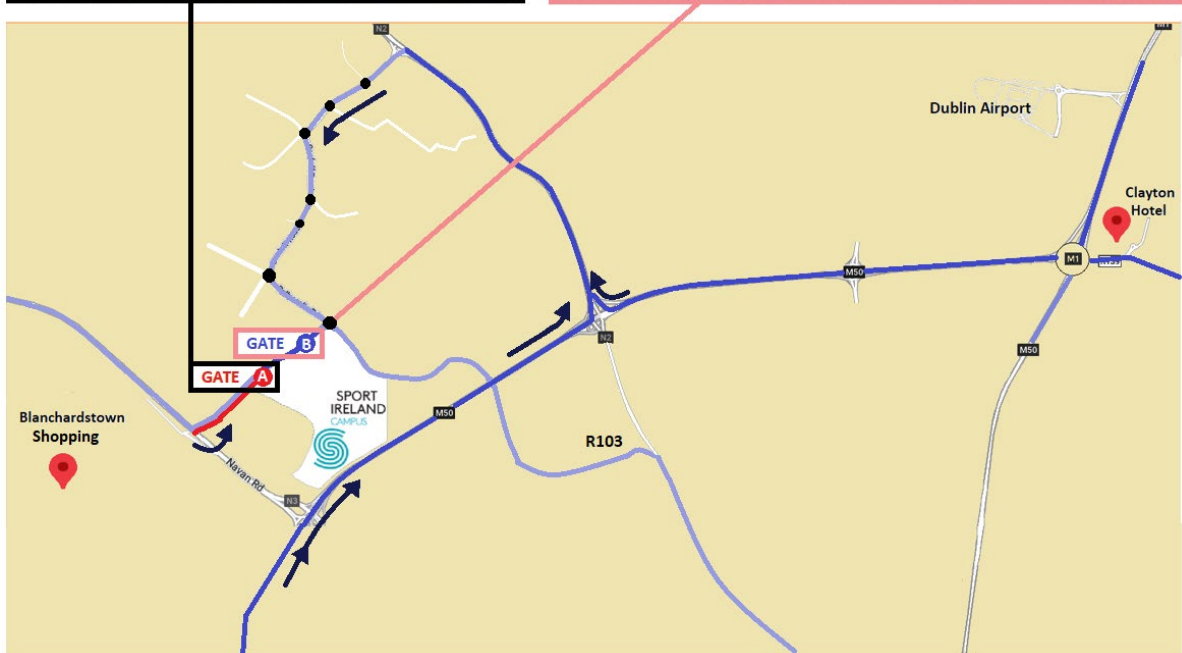 N2
Dublin Airport
Clayton
Hotel
M50
M1
GATE B
N2
M50
GATE A
SPORT
IRELAND
CAMPUS
Blanchardstown
Shopping
M50
R103
Navan Rd
N3